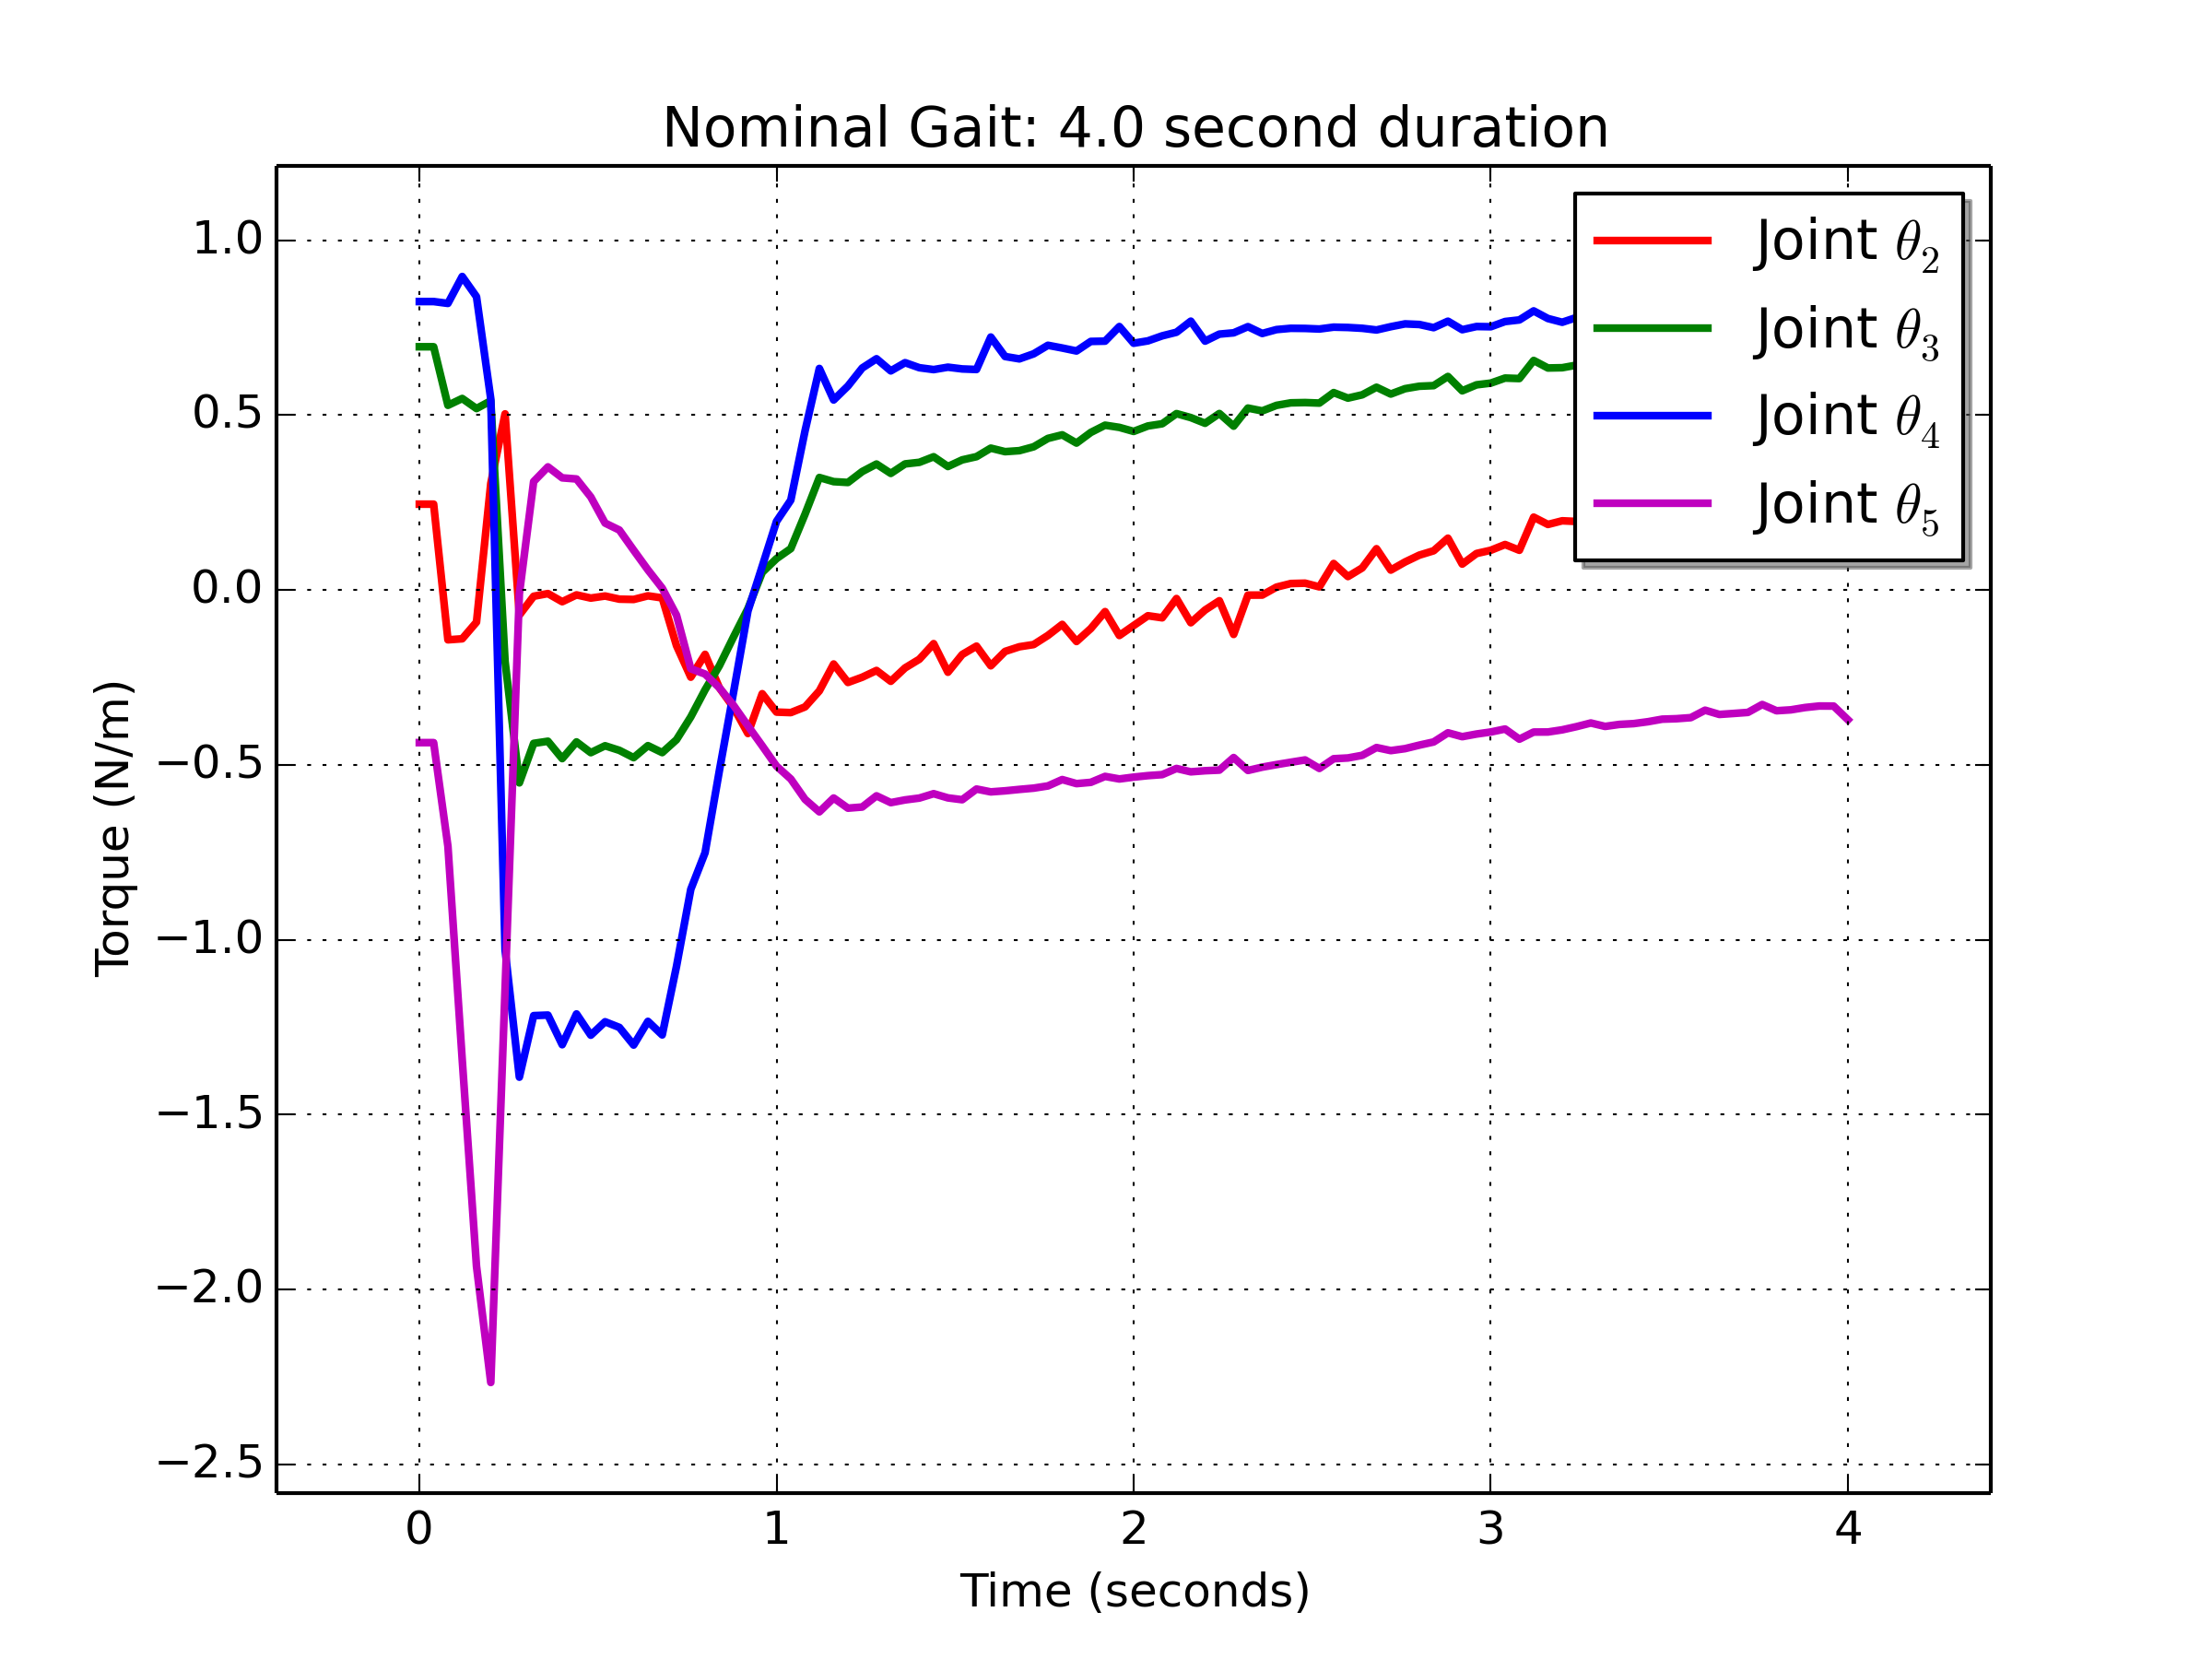 Nominal Gait: 4.0 second duration
1.0
0.5
0.0
−0.5
−1.0
−1.5
−2.0
−2.5
Torque (N/m)
Joint θ2
Joint θ3
Joint θ4
Joint θ5
0 1 2 3 4
Time (seconds)